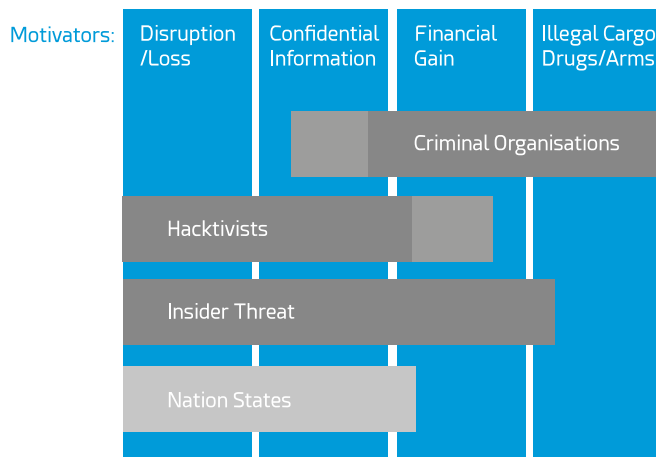 Motivators:
Disruption
/Loss
Confidential
Information
Financial
Gain
Illegal Cargo
Drugs/Arms
Criminal Organisations
Hacktivists
Insider Threat
Nation States